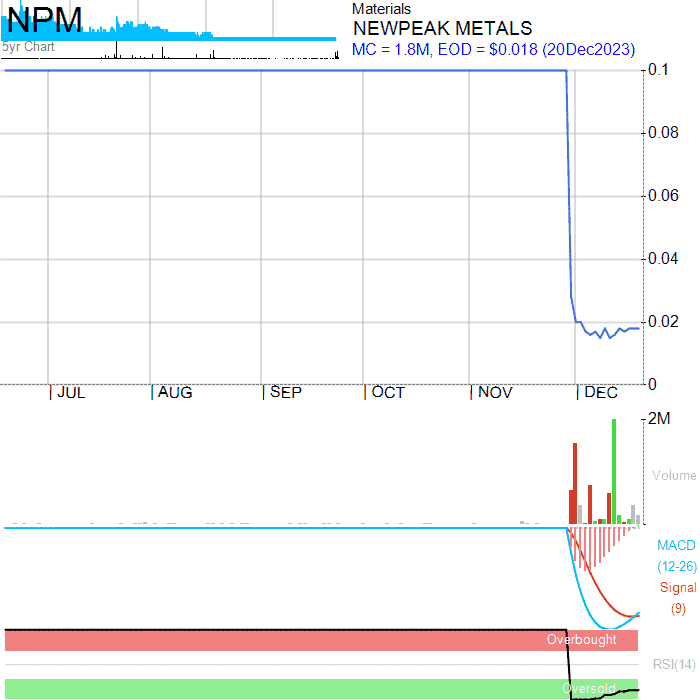 NPM
5yr Chart
Materials
NEWPEAK METALS
MC = 1.8M, EOD = $0.018 (20Dec2023)
0.1
0.08
0.06
0.04
0.02
0
JUL AUG SEP OCT NOV DEC
2M
Volume
MACD
(12-26)
Signal
(9)
Overbought
RSI(14)
Oversold